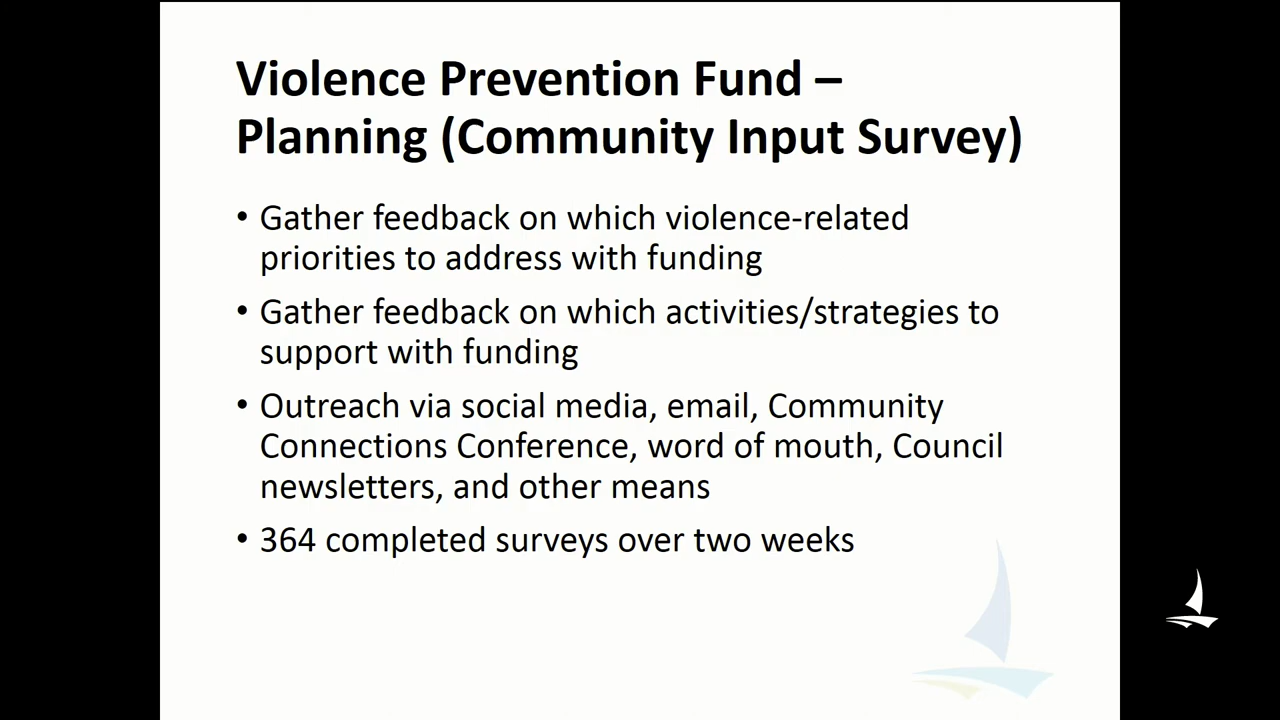 Violence Prevention Fund –
Planning (Community Input Survey)
• Gather feedback on which violence-related
priorities to address with funding
• Gather feedback on which activities/strategies to
support with funding
• Outreach via social media, email, Community
Connections Conference, word of mouth, Council
newsletters, and other means
• 364 completed surveys over two weeks